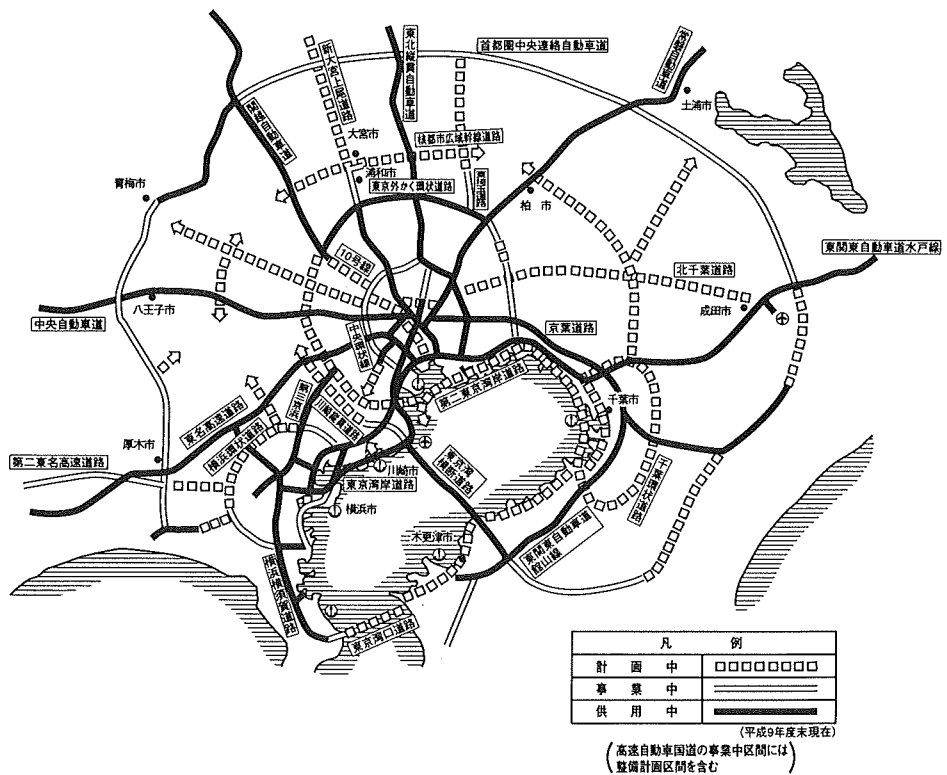 首都圏中央連絡自動車道
常磐自動車道
土浦市
東北縦貫自動車道
新大宮上尾道路
関越自動車道
大宮市
核都市広域幹線道路
浦和市
東京外かく環状道路
青梅市
柏市
東関東自動車道水戸線
10号線
北千葉道路
成田市
八王子市
中央自動車道
中央環状線
京葉道路
第二東京湾岸道路
千葉市
第三京浜
川崎縦貫道路
東名高速道路
横浜環状道路
厚木市
第二東名高速道路
川崎市
東京湾岸道路
東京湾
横断道路
千葉環状道路
横浜市
木更津市
東関東自動車道
館山線
横浜横須賀道路
東京湾口道路
凡例
計画中
事業中
供用中
(平成9年度末現在)
(高速自動車国道の事業中区間には
整備計画区間を含む)